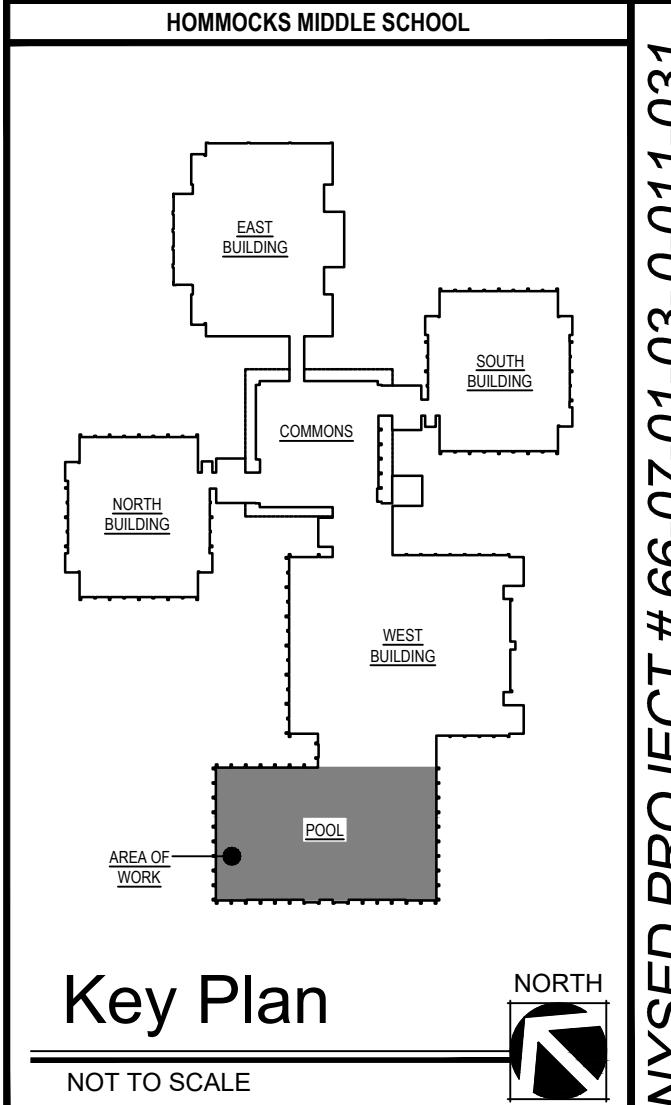 HOMMOCKS MIDDLE SCHOOL
EAST
BUILDING
SOUTH
BUILDING
COMMONS
NORTH
BUILDING
WEST
BUILDING
POOL
AREA OF
WORK
Key Plan
NORTH
NOT TO SCALE
NYSED PROJECT # 66-07-01-03-0-011-031